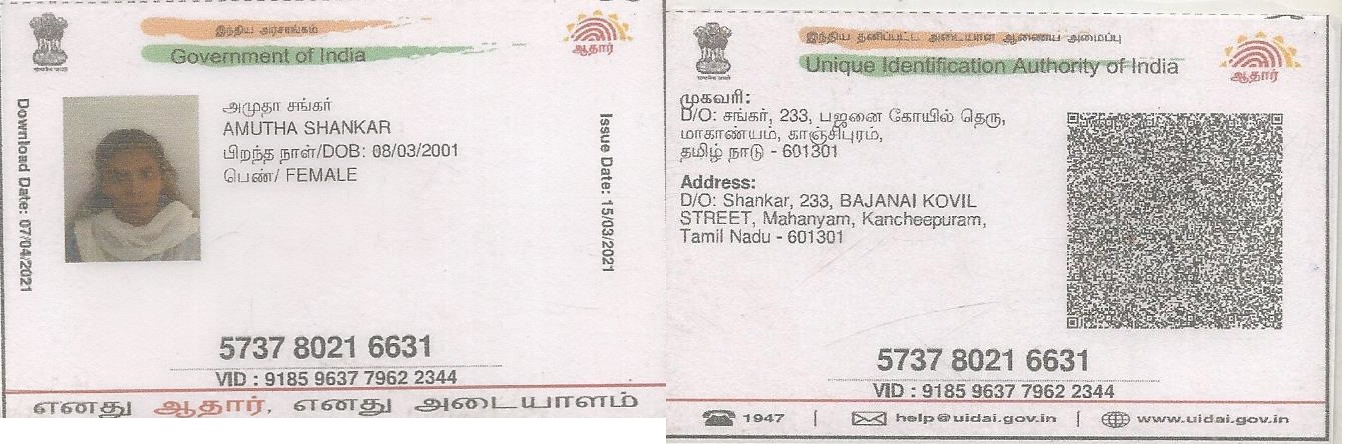 இந்திய அரசாங்கம்
Government of India
ஆதார்
Download Date: 07/04/2021
அமுதா சங்கர்
AMUTHA SHANKAR
பிறந்த நாள்/DOB: 08/03/2001
பெண்/ FEMALE
Issue Date: 15/03/2021
5737 8021 6631
VID : 9185 9637 7962 2344
எனது ஆதார், எனது அடையாளம்
இந்திய தனிப்பட்ட அடையாள ஆணைய அமைப்பு
Unique Identification Authority of India
ஆதார்
முகவரி:
D/O: சங்கர், 233, பஜனை கோயில் தெரு,
மாகாண்யம், காஞ்சிபுரம்,
தமிழ் நாடு - 601301
Address:
D/O: Shankar, 233, BAJANAI KOVIL
STREET, Mahanyam, Kancheepuram,
Tamil Nadu - 601301
5737 8021 6631
VID : 9185 9637 7962 2344
1947 | help@uidai.gov.in | www.uidai.gov.in